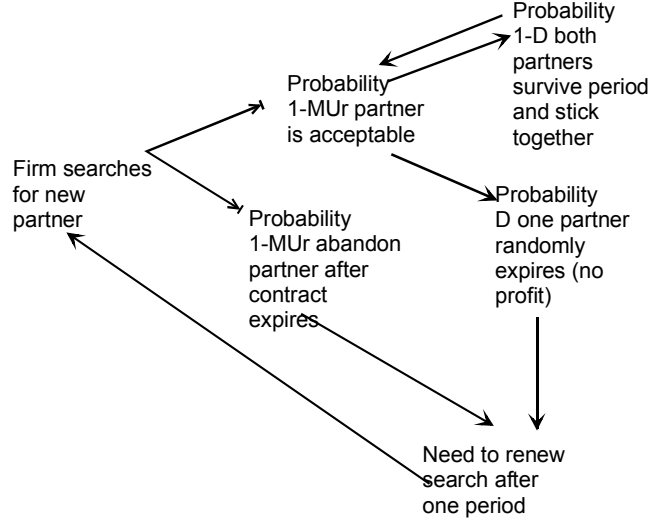 Probability
1-D both
partners
survive period
and stick
together
Probability
1-MUr partner
is acceptable
Firm searches
for new
partner
Probability
D one partner
randomly
expires (no
profit)
Probability
1-MUr abandon
partner after
contract
expires
Need to renew
search after
one period